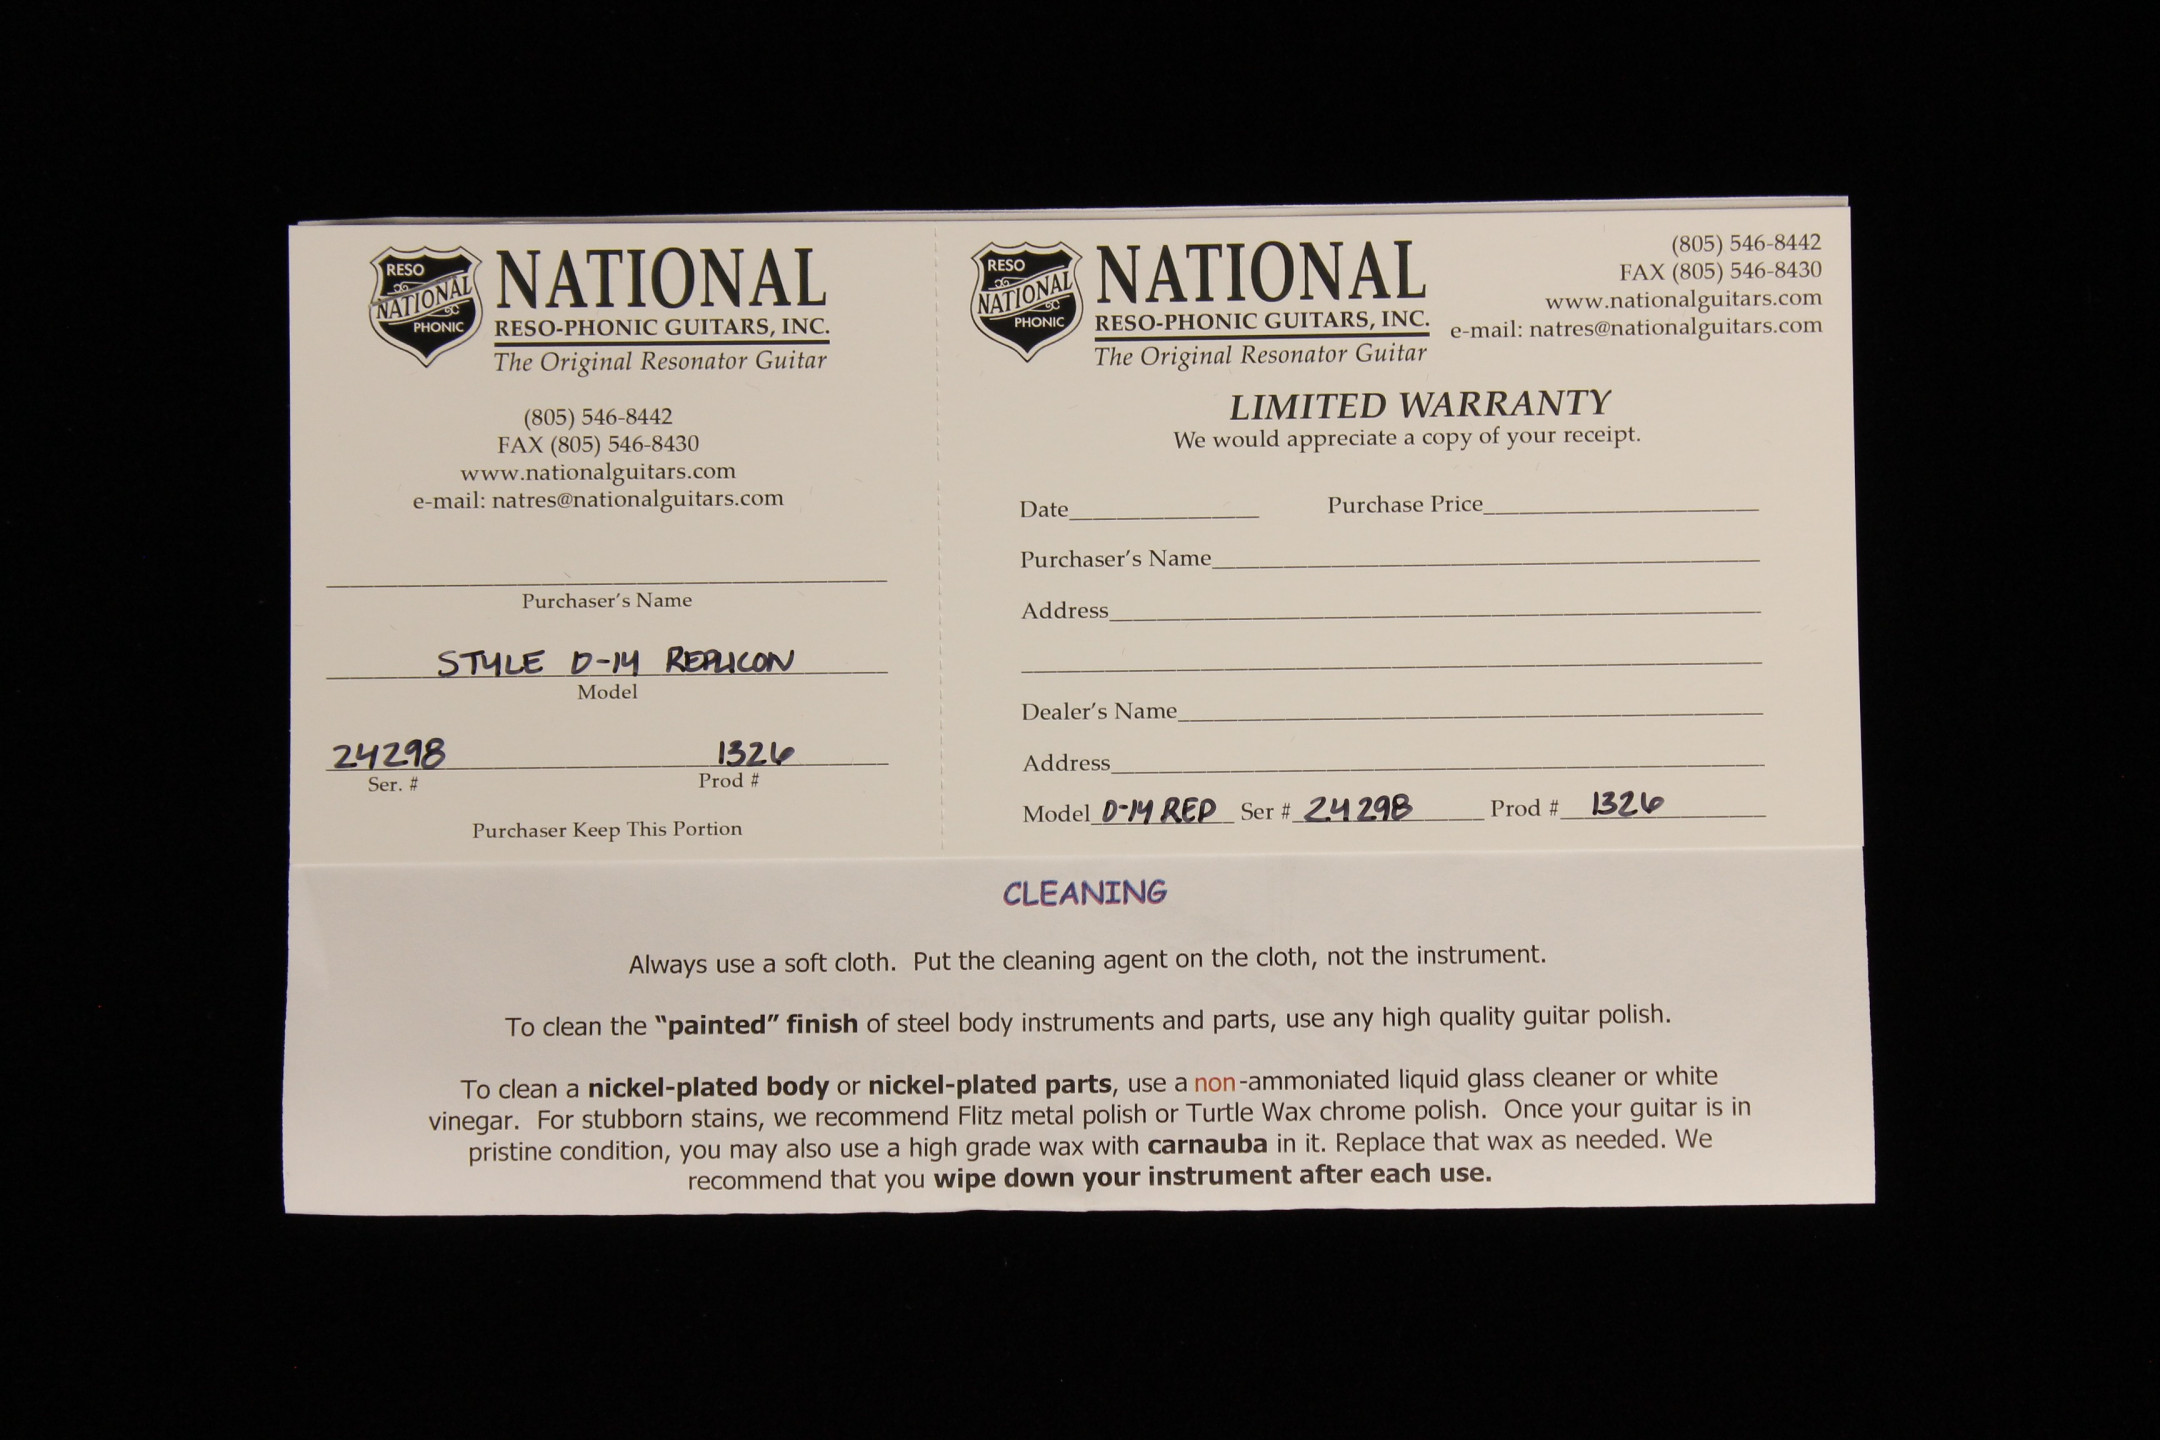 RESO
NATIONAL
PHONIC
NATIONAL
RESO-PHONIC GUITARS, INC.
The Original Resonator Guitar
(805) 546-8442
FAX (805) 546-8430
www.nationalguitars.com
e-mail: natres@nationalguitars.com
Purchaser's Name
STYLE D-14 REPLICON
Model
24298 1326
Ser. # Prod #
Purchaser Keep This Portion
RESO
NATIONAL
PHONIC
NATIONAL
RESO-PHONIC GUITARS, INC.
The Original Resonator Guitar
(805) 546-8442
FAX (805) 546-8430
www.nationalguitars.com
e-mail: natres@nationalguitars.com
LIMITED WARRANTY
We would appreciate a copy of your receipt.
Date Purchase Price
Purchaser's Name
Address
Dealer's Name
Address
Model D-14 REP Ser # 24298 Prod # 1326
CLEANING
Always use a soft cloth. Put the cleaning agent on the cloth, not the instrument.
To clean the "painted" finish of steel body instruments and parts, use any high quality guitar polish.
To clean a nickel-plated body or nickel-plated parts, use a non-ammoniated liquid glass cleaner or white
vinegar. For stubborn stains, we recommend Flitz metal polish or Turtle Wax chrome polish. Once your guitar is in
pristine condition, you may also use a high grade wax with carnauba in it. Replace that wax as needed. We
recommend that you wipe down your instrument after each use.